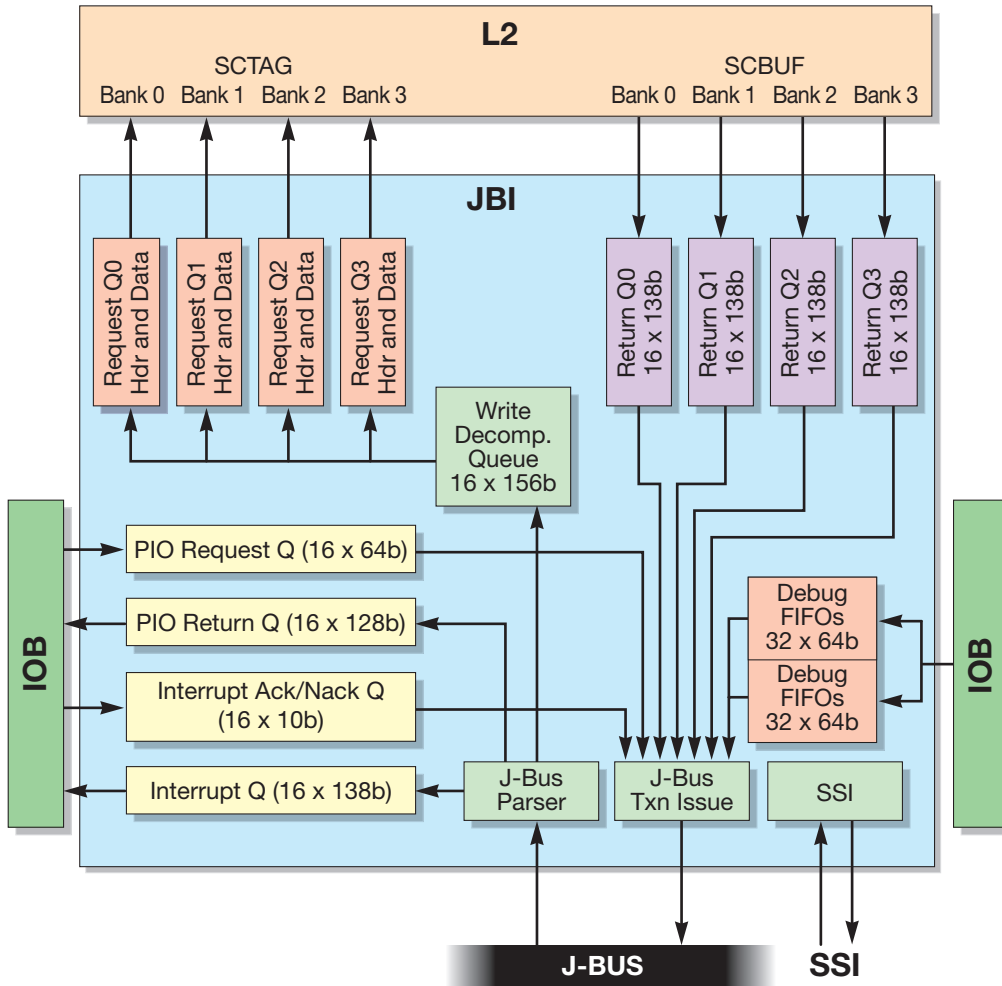 L2
SCTAG
SCBUF
Bank 0 Bank 1 Bank 2 Bank 3
Bank 0 Bank 1 Bank 2 Bank 3
JBI
Request Q0
Hdr and Data
Request Q1
Hdr and Data
Request Q2
Hdr and Data
Request Q3
Hdr and Data
Return Q0
16 x 138b
Return Q1
16 x 138b
Return Q2
16 x 138b
Return Q3
16 x 138b
Write
Decomp.
Queue
16 x 156b
IOB
PIO Request Q (16 x 64b)
PIO Return Q (16 x 128b)
Interrupt Ack/Nack Q
(16 x 10b)
Interrupt Q (16 x 138b)
Debug
FIFOs
32 x 64b
Debug
FIFOs
32 x 64b
IOB
J-Bus
Parser
J-Bus
Txn Issue
SSI
J-BUS
SSI